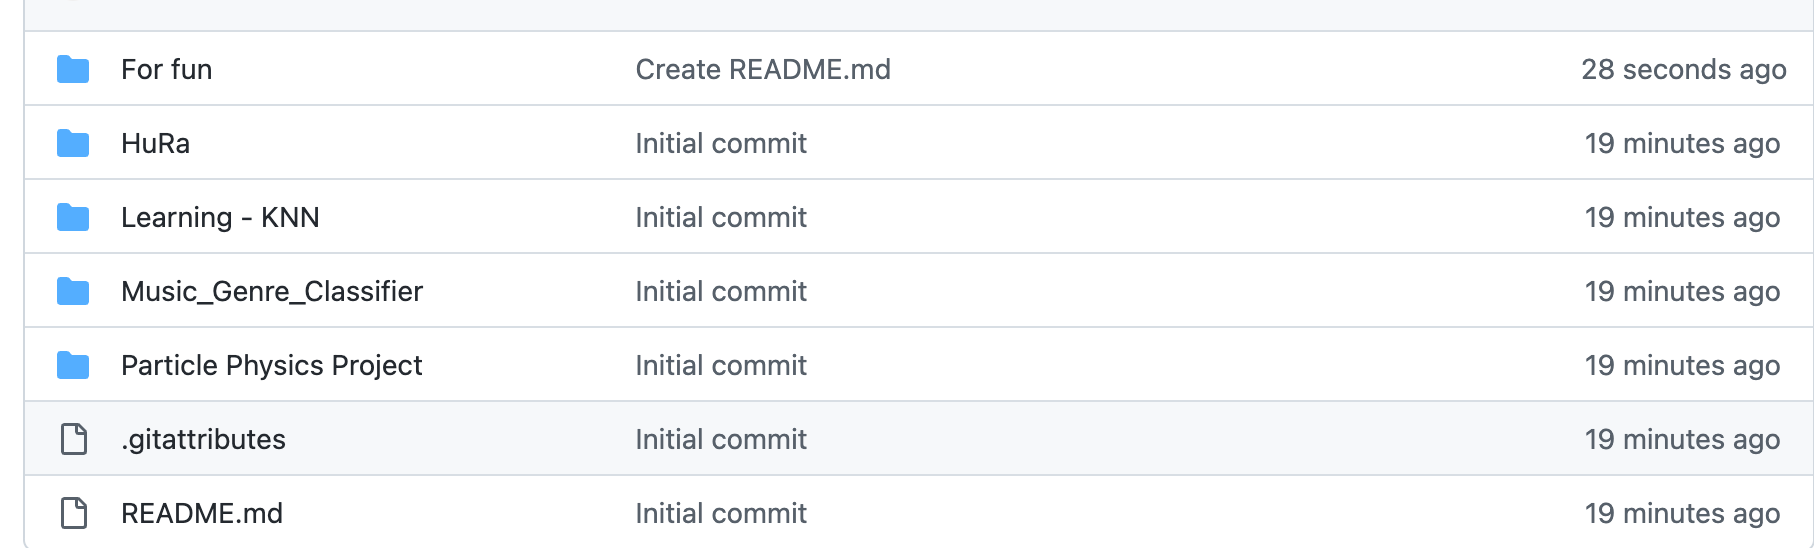 For fun Create README.md 28 seconds ago
HuRa Initial commit 19 minutes ago
Learning - KNN Initial commit 19 minutes ago
Music_Genre_Classifier Initial commit 19 minutes ago
Particle Physics Project Initial commit 19 minutes ago
.gitattributes Initial commit 19 minutes ago
README.md Initial commit 19 minutes ago